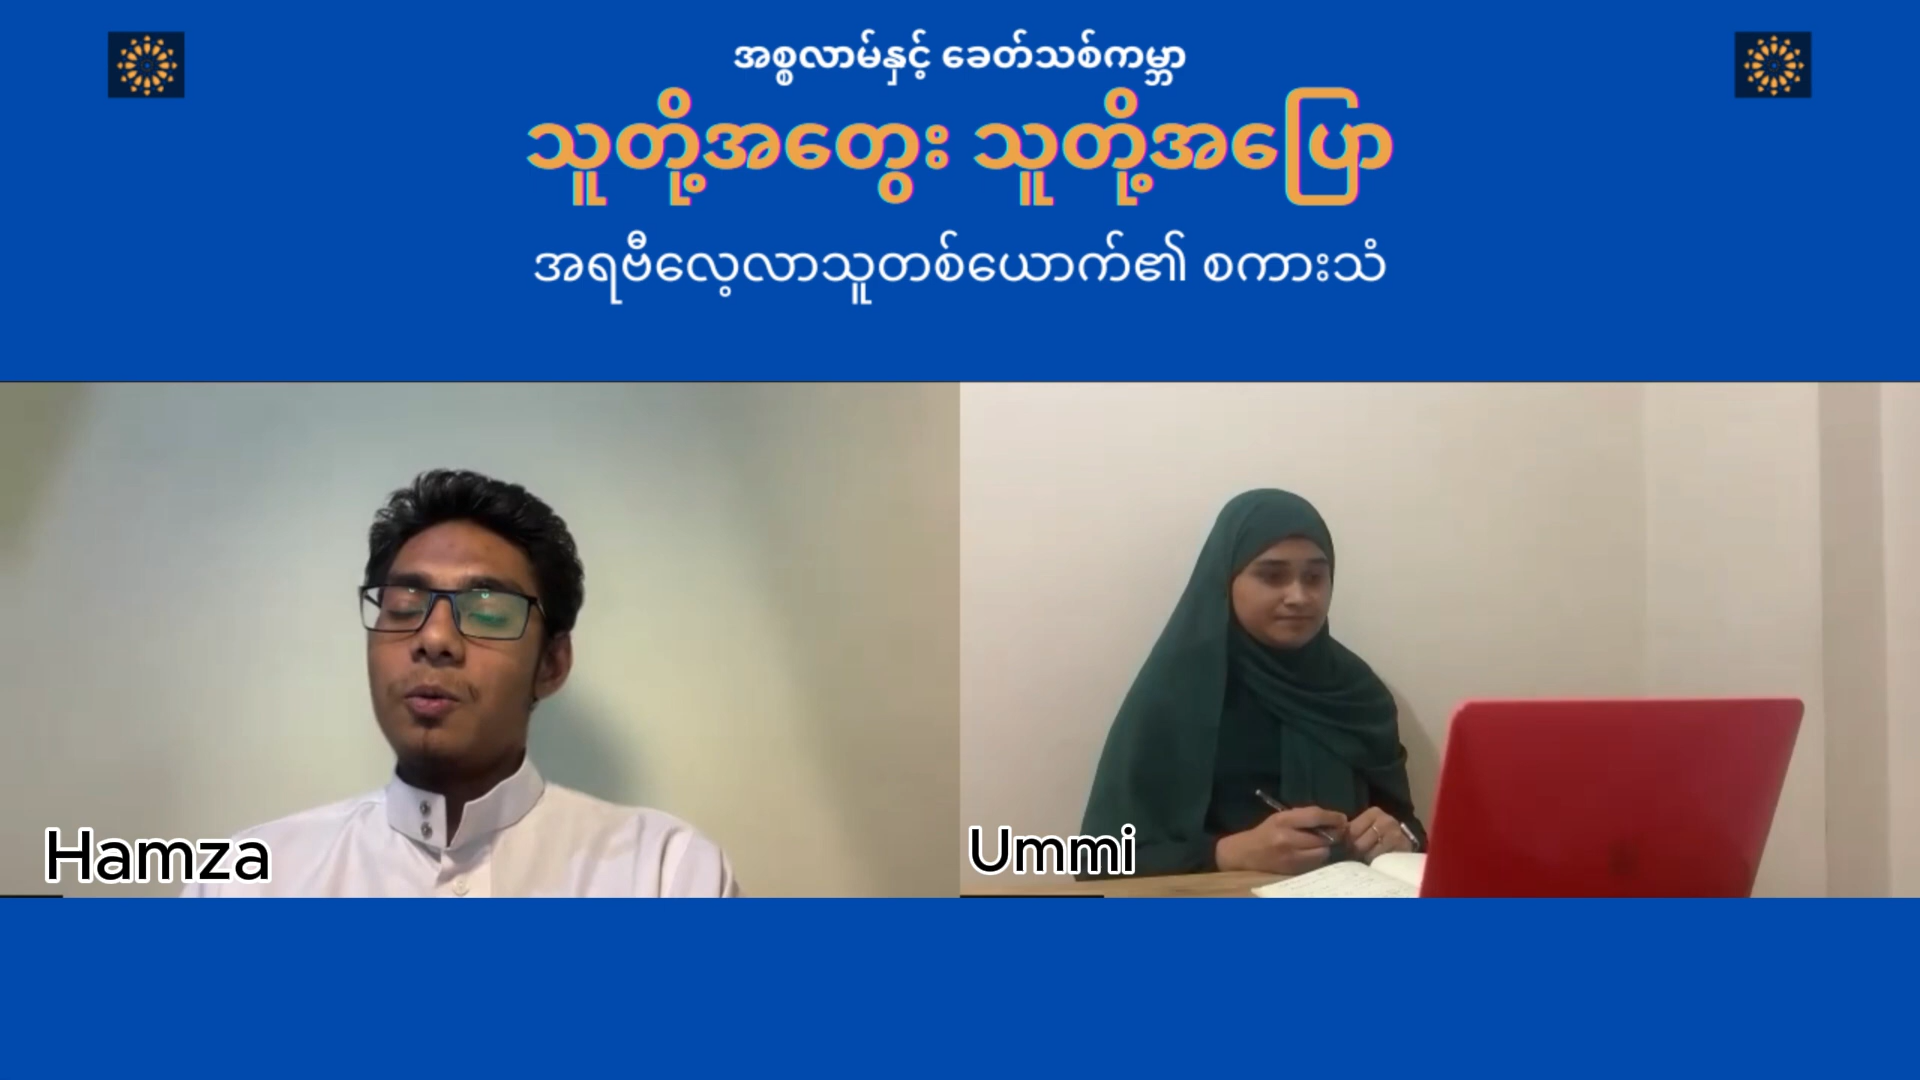 အစ္စလာမ်နှင့် ခေတ်သစ်ကမ္ဘာ
သူတို့အတွေး သူတို့အပြော
အရဗီလေ့လာသူတစ်ယောက်၏ စကားသံ
Hamza
Ummi